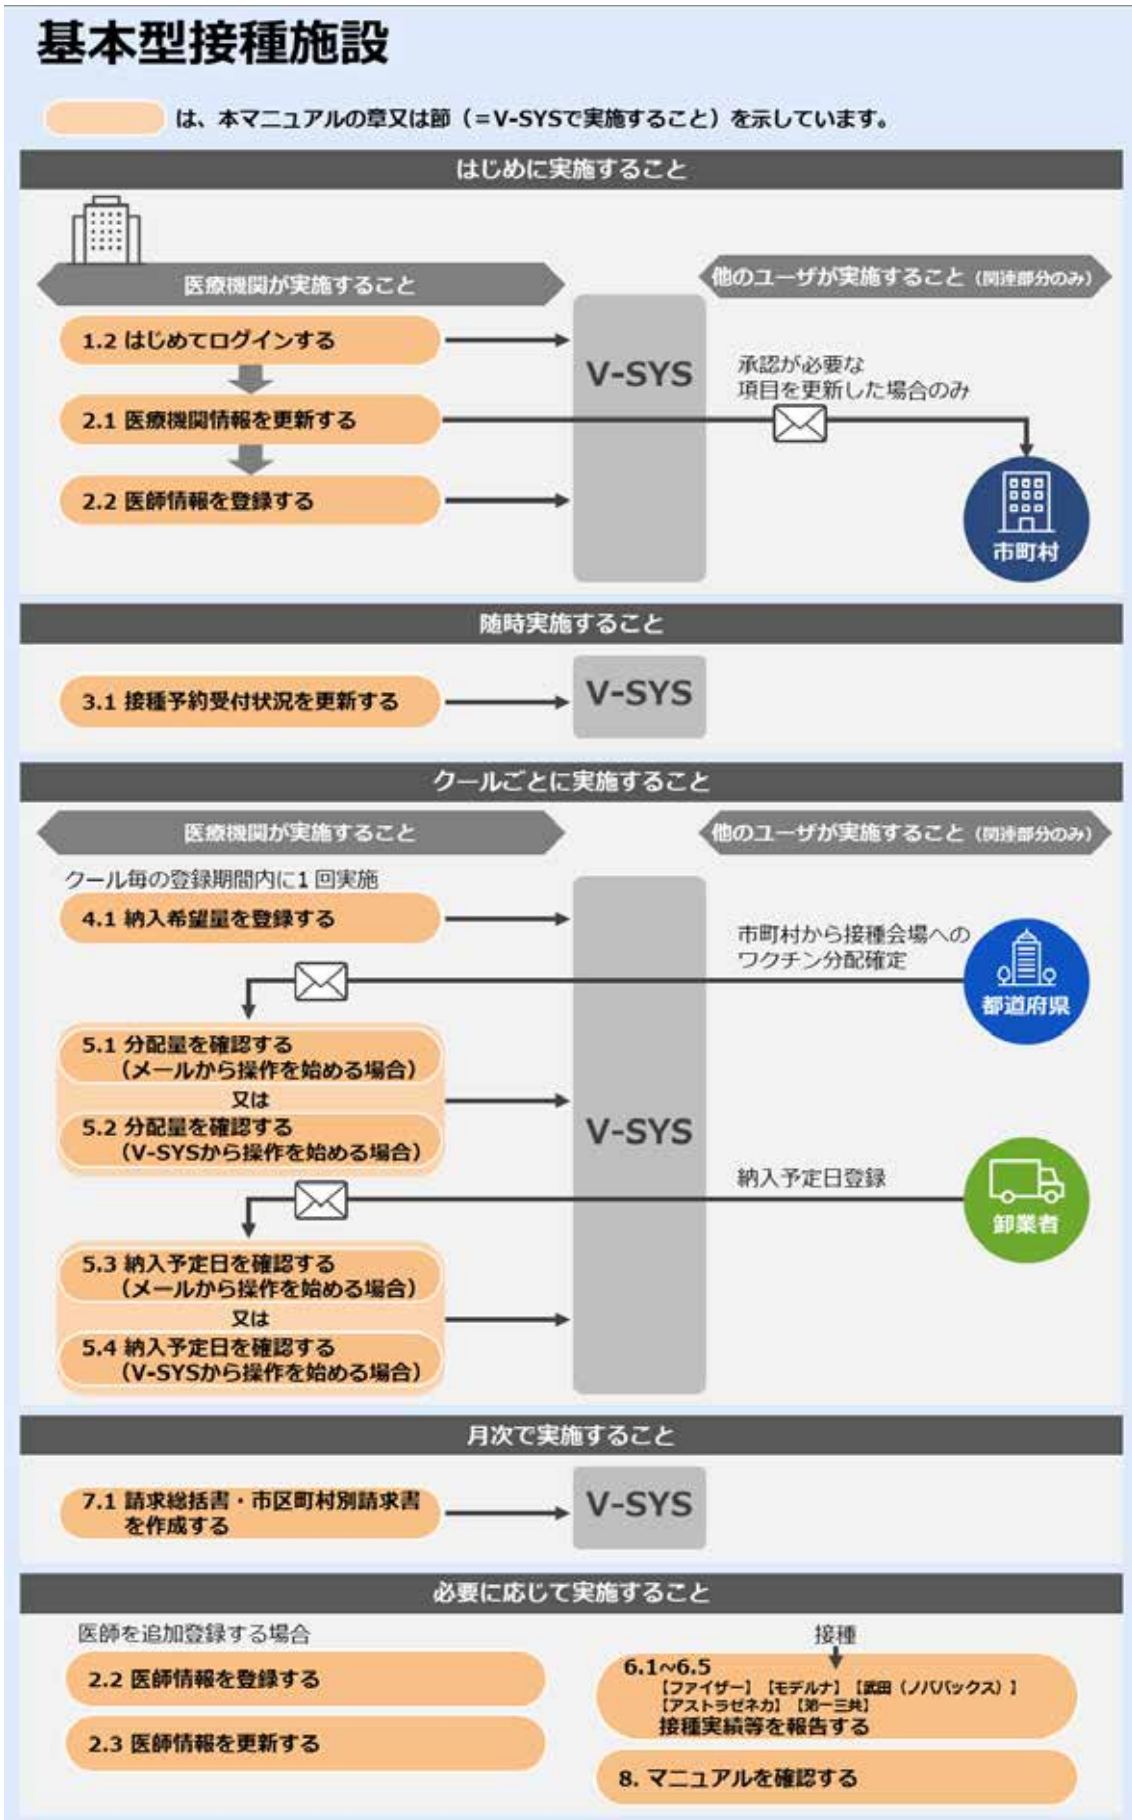 基本型接種施設
は、本マニュアルの章又は節（=V-SYSで実施すること）を示しています。
はじめに実施すること
医療機関が実施すること
他のユーザが実施すること（関連部分のみ）
1.2 はじめてログインする
V-SYS
承認が必要な
項目を更新した場合のみ
2.1 医療機関情報を更新する
2.2 医師情報を登録する
市町村
随時実施すること
3.1 接種予約受付状況を更新する
V-SYS
クールごとに実施すること
医療機関が実施すること
他のユーザが実施すること（関連部分のみ）
クール毎の登録期間内に1回実施
4.1 納入希望量を登録する
市町村から接種会場への
ワクチン分配確定
都道府県
5.1 分配量を確認する
（メールから操作を始める場合）
又は
5.2 分配量を確認する
（V-SYSから操作を始める場合）
V-SYS
納入予定日登録
卸業者
5.3 納入予定日を確認する
（メールから操作を始める場合）
又は
5.4 納入予定日を確認する
（V-SYSから操作を始める場合）
月次で実施すること
7.1 請求総括書・市区町村別請求書
を作成する
V-SYS
必要に応じて実施すること
医師を追加登録する場合
2.2 医師情報を登録する
2.3 医師情報を更新する
接種
6.1~6.5
【ファイザー】【モデルナ】【武田（ノババックス）】
【アストラゼネカ】【第一三共】
接種実績等を報告する
8. マニュアルを確認する